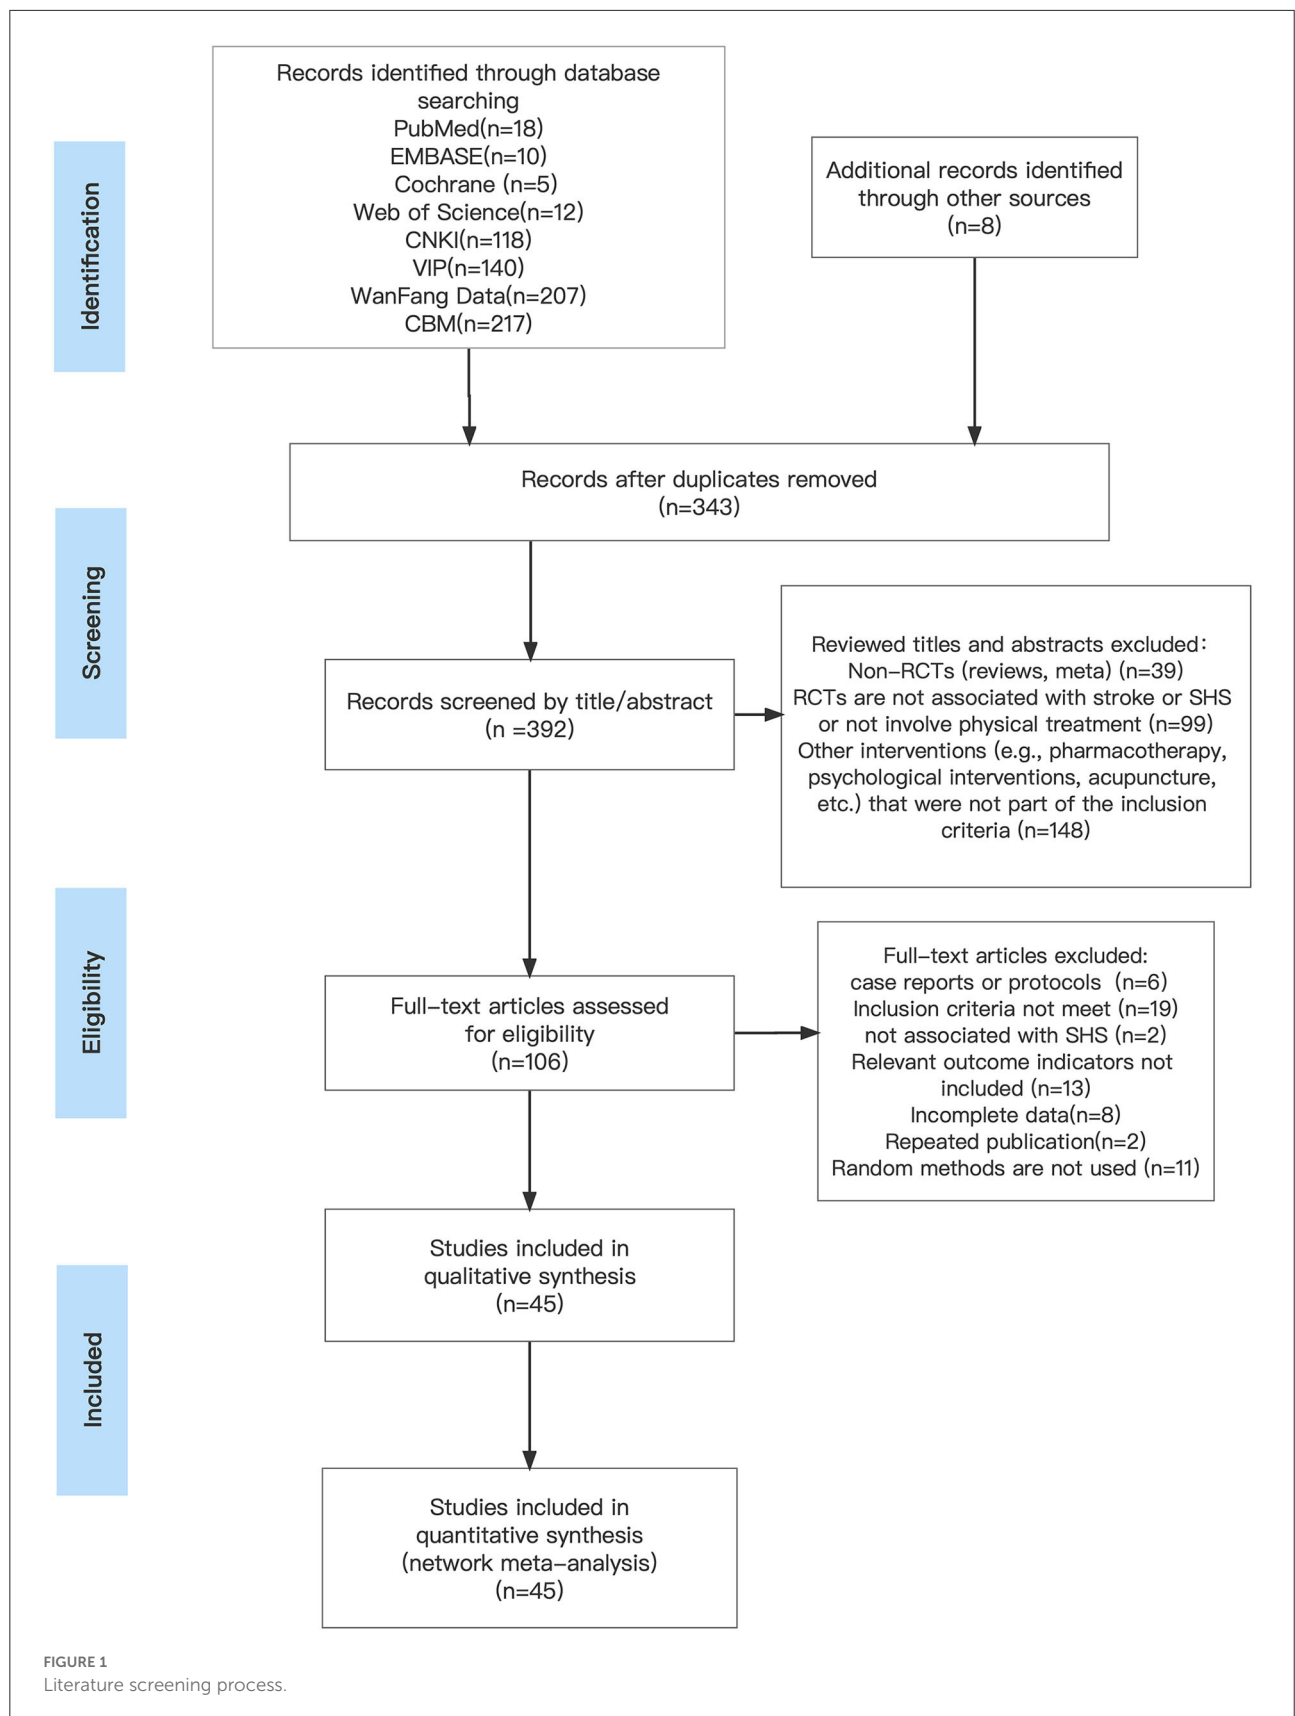 Identification
Records identified through database
searching
PubMed(n=18)
EMBASE(n=10)
Cochrane (n=5)
Web of Science(n=12)
CNKI(n=118)
VIP(n=140)
WanFang Data(n=207)
CBM(n=217)
Additional records identified
through other sources
(n=8)
Records after duplicates removed
(n=343)
Screening
Records screened by title/abstract
(n =392)
Reviewed titles and abstracts excluded:
Non-RCTs (reviews, meta) (n=39)
RCTs are not associated with stroke or SHS
or not involve physical treatment (n=99)
Other interventions (e.g., pharmacotherapy,
psychological interventions, acupuncture,
etc.) that were not part of the inclusion
criteria (n=148)
Eligibility
Full-text articles assessed
for eligibility
(n=106)
Full-text articles excluded:
case reports or protocols (n=6)
Inclusion criteria not meet (n=19)
not associated with SHS (n=2)
Relevant outcome indicators not
included (n=13)
Incomplete data(n=8)
Repeated publication(n=2)
Random methods are not used (n=11)
Studies included in
qualitative synthesis
(n=45)
Included
Studies included in
quantitative synthesis
(network meta-analysis)
(n=45)
FIGURE 1
Literature screening process.